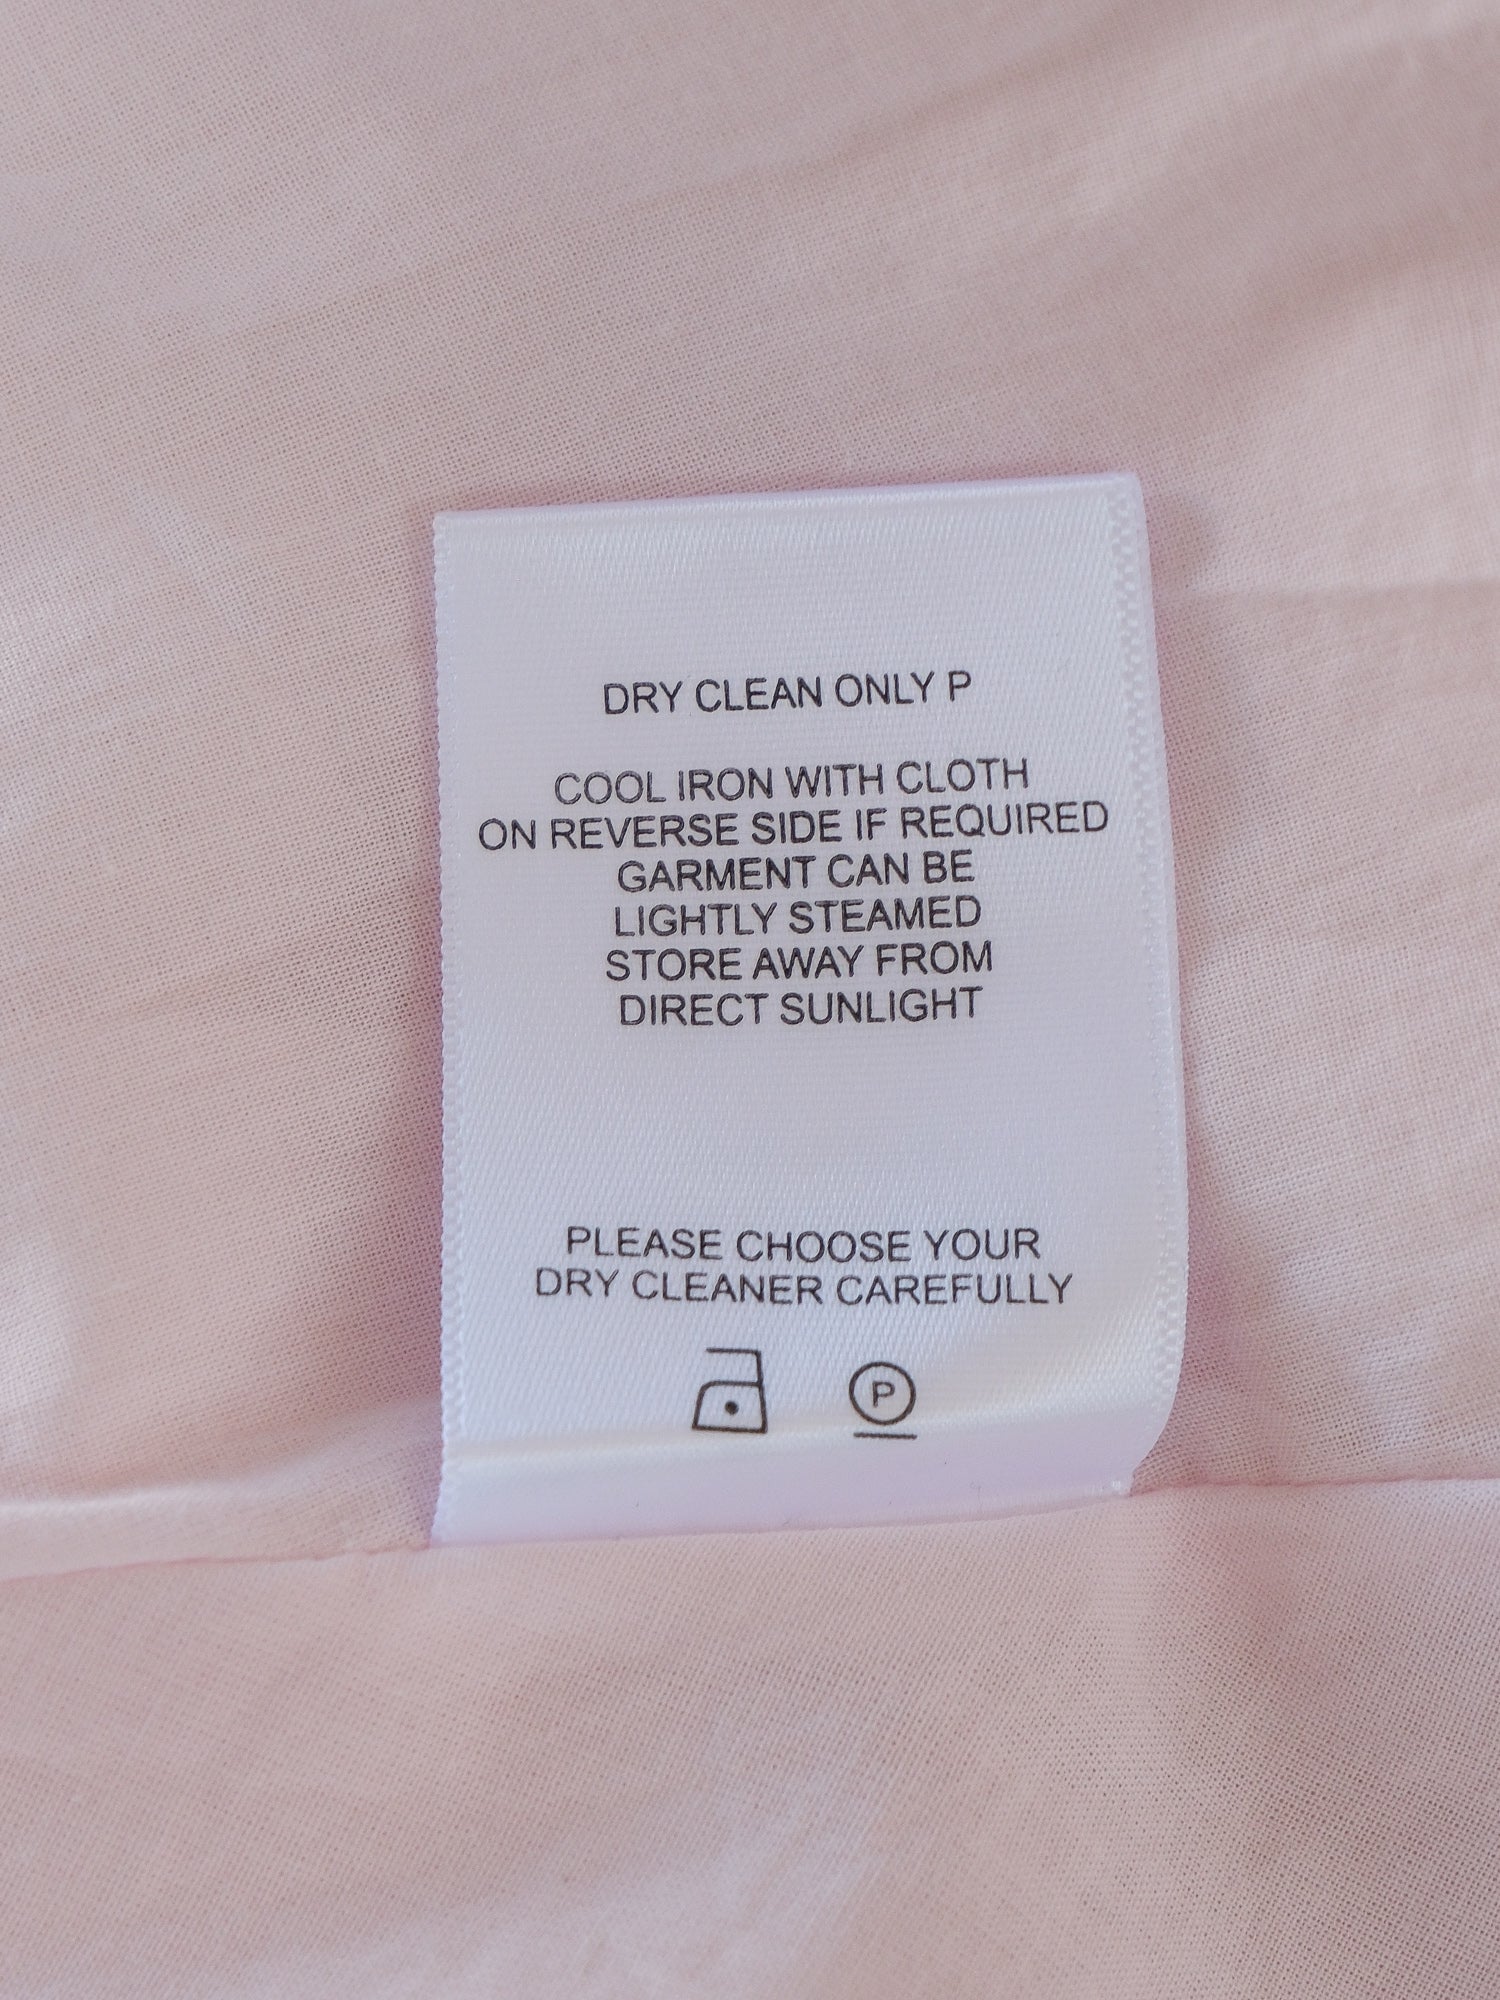 DRY CLEAN ONLY P
COOL IRON WITH CLOTH
ON REVERSE SIDE IF REQUIRED
GARMENT CAN BE
LIGHTLY STEAMED
STORE AWAY FROM
DIRECT SUNLIGHT
PLEASE CHOOSE YOUR
DRY CLEANER CAREFULLY
P